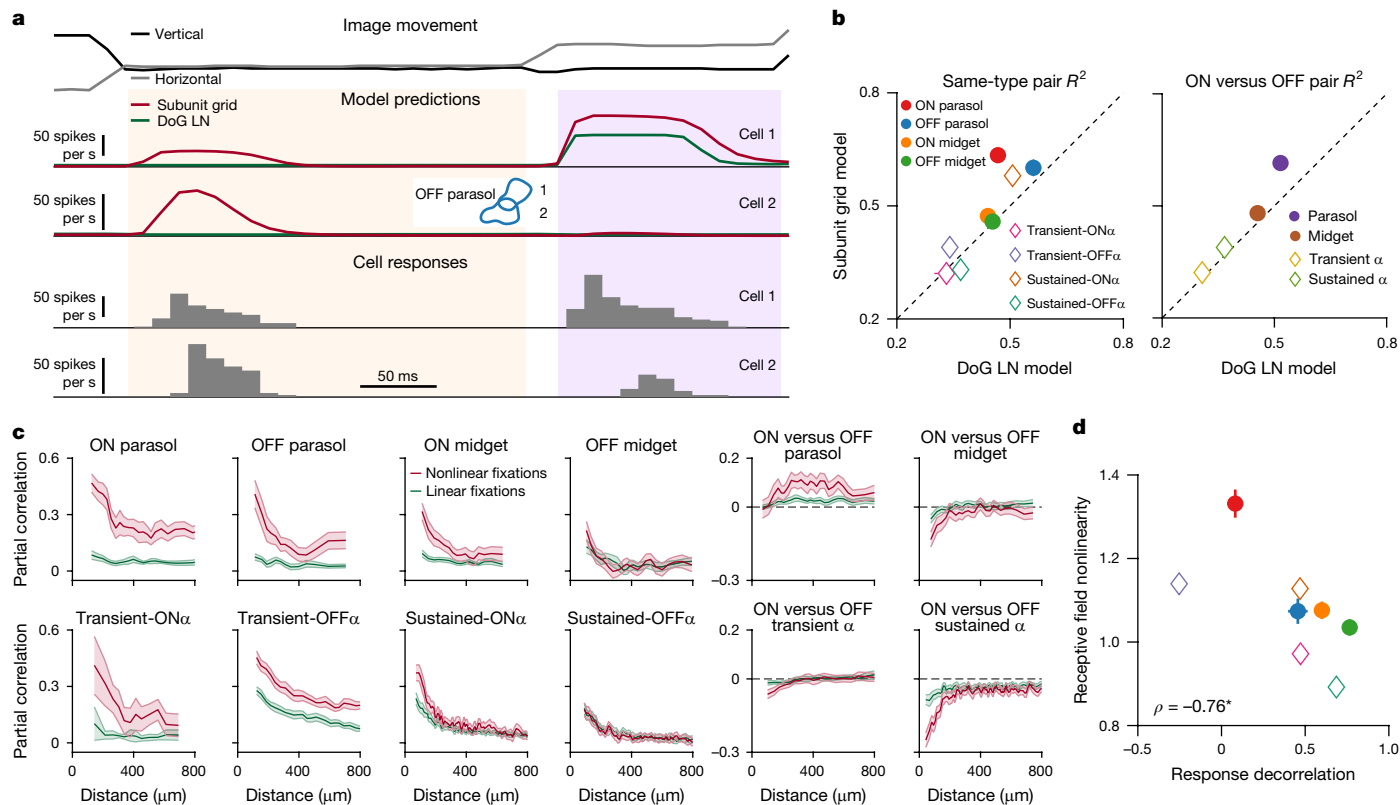 a
Image movement
Vertical
Horizontal
Model predictions
Subunit grid
DoG LN
50 spikes
per s
Cell 1
50 spikes
per s
OFF parasol
1
2
Cell 2
Cell responses
50 spikes
per s
Cell 1
50 spikes
per s
50 ms
Cell 2
b
Same-type pair R²
ON versus OFF pair R²
0.8
ON parasol
OFF parasol
ON midget
OFF midget
Subunit grid model
0.5
Transient-ONα
Transient-OFFα
Sustained-ONα
Sustained-OFFα
Parasol
Midget
Transient α
Sustained α
0.2
0.2 0.5 0.8
0.2 0.5 0.8
DoG LN model
DoG LN model
c
ON parasol
OFF parasol
ON midget
OFF midget
ON versus OFF
parasol
ON versus OFF
midget
Nonlinear fixations
Linear fixations
Partial correlation
0.6
0.3
0
0.2
0
−0.3
Transient-ONα
Transient-OFFα
Sustained-ONα
Sustained-OFFα
ON versus OFF
transient α
ON versus OFF
sustained α
Partial correlation
0.6
0.3
0
0.2
0
−0.3
0 400 800
0 400 800
0 400 800
0 400 800
0 400 800
0 400 800
Distance (μm)
Distance (μm)
Distance (μm)
Distance (μm)
Distance (μm)
Distance (μm)
d
Receptive field nonlinearity
1.4
1.2
1.0
0.8
ρ = −0.76*
−0.5 0 0.5 1.0
Response decorrelation